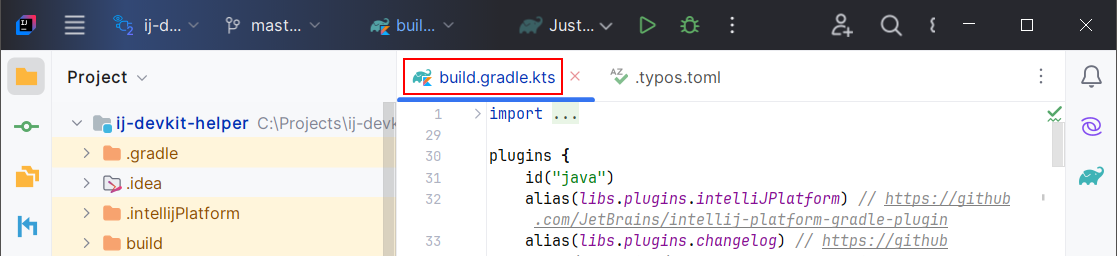 IJ 2 ij-d... mast... buil... Just...
Project
build.gradle.kts
.typos.toml
ij-devkit-helper C:\Projects\ij-devk
.gradle
.idea
.intellijPlatform
build
1 import ...
29
30 plugins {
31 id("java")
32 alias(libs.plugins.intelliJPlatform) // https://github
.com/JetBrains/intellij-platform-gradle-plugin
33 alias(libs.plugins.changelog) // https://github